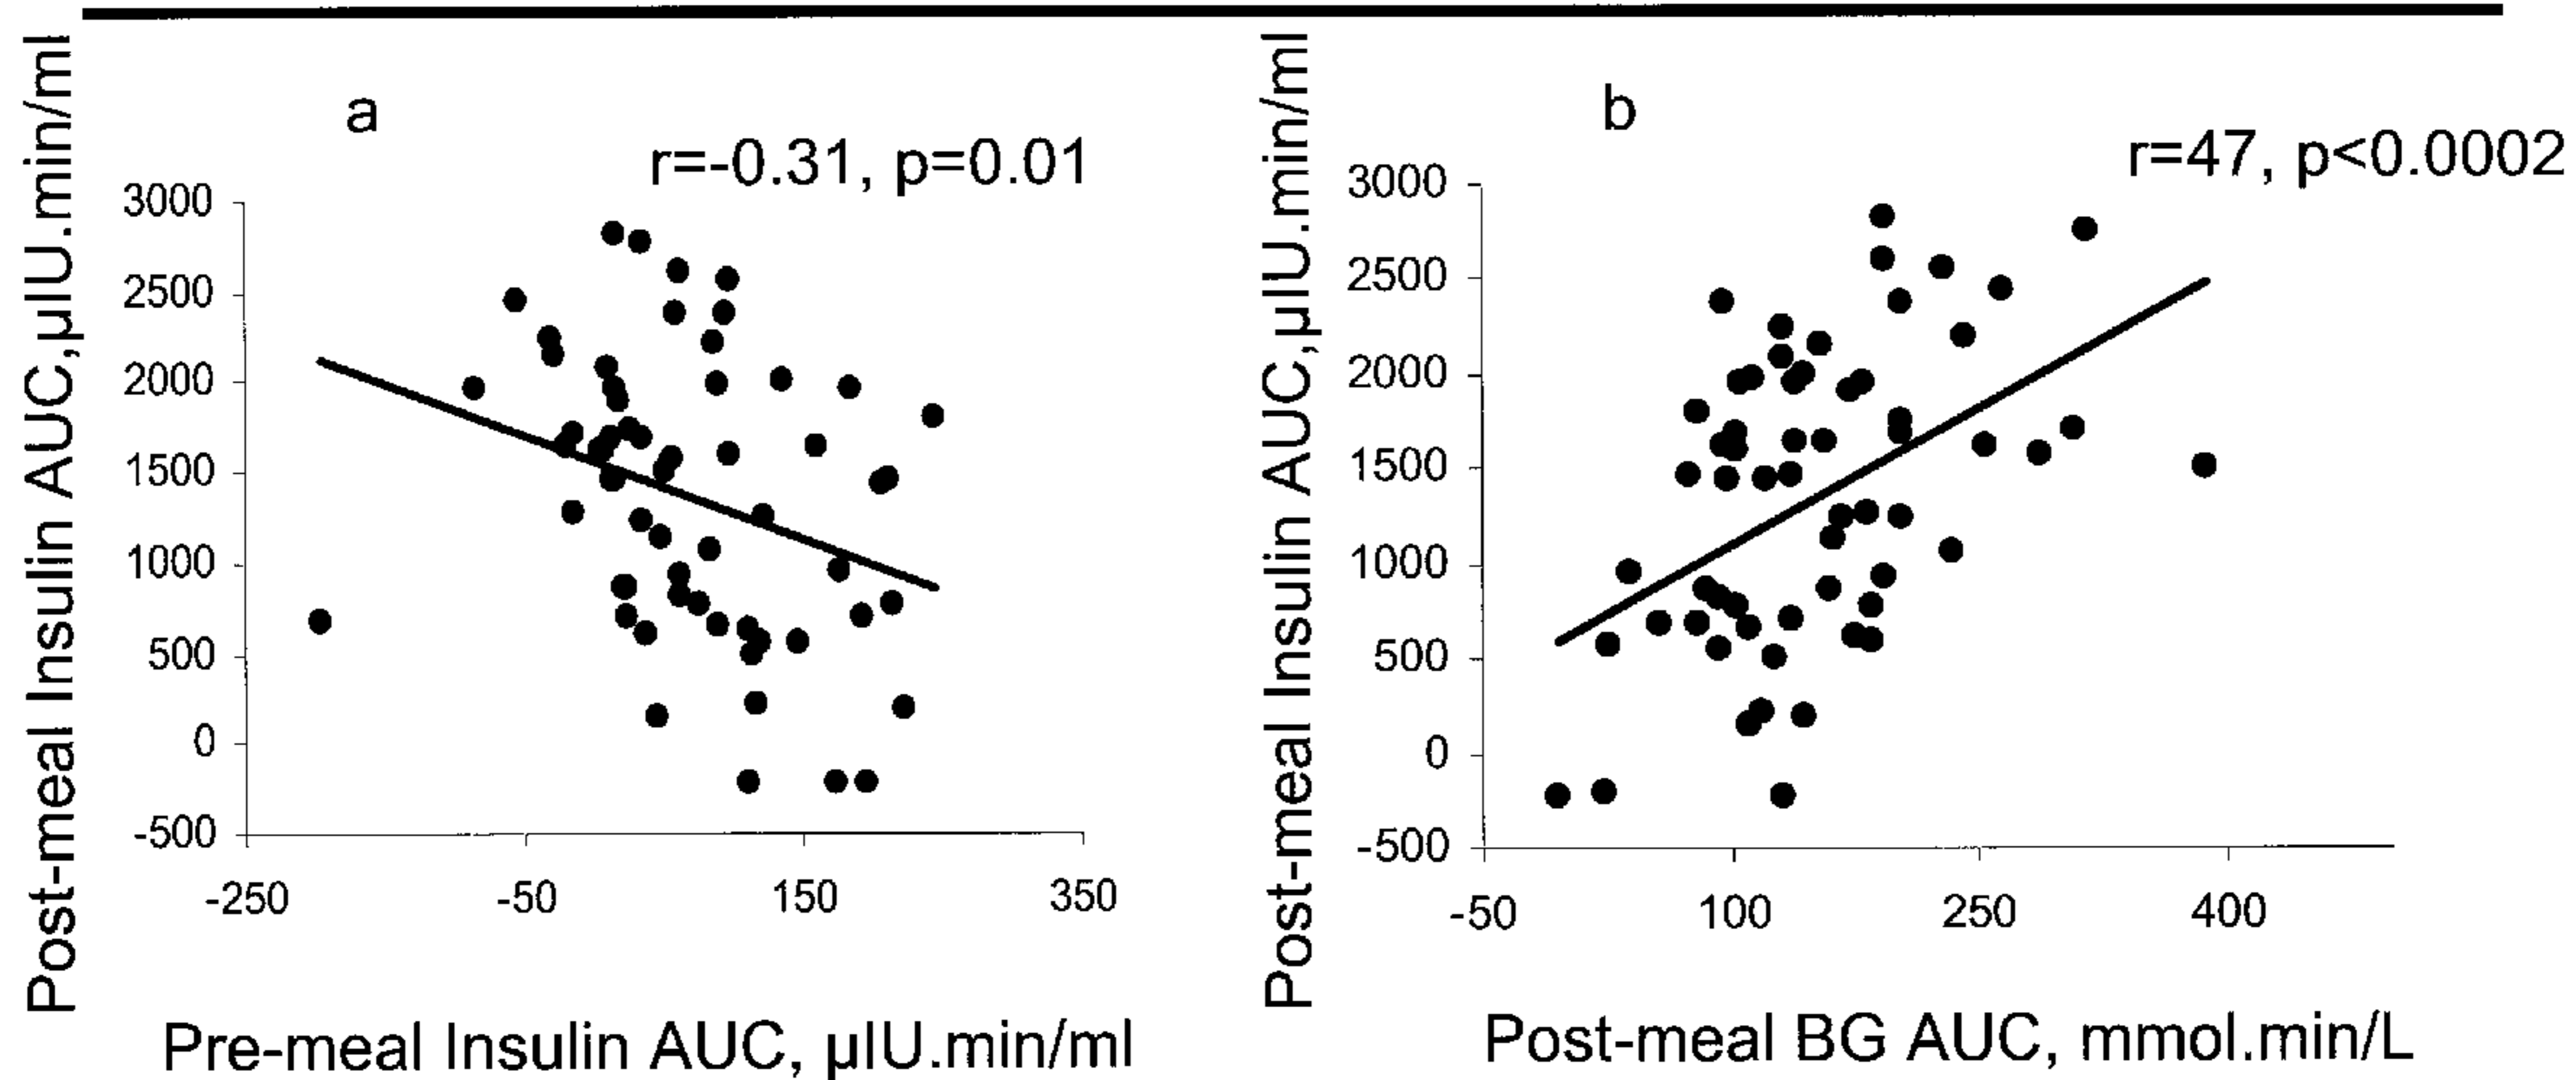 a
r=-0.31, p=0.01
Post-meal Insulin AUC,µIU.min/ml
3000
2500
2000
1500
1000
500
0
-500
-250 -50 150 350
Pre-meal Insulin AUC, µIU.min/ml
b
r=47, p<0.0002
Post-meal Insulin AUC,µIU.min/ml
3000
2500
2000
1500
1000
500
0
-500
-50 100 250 400
Post-meal BG AUC, mmol.min/L